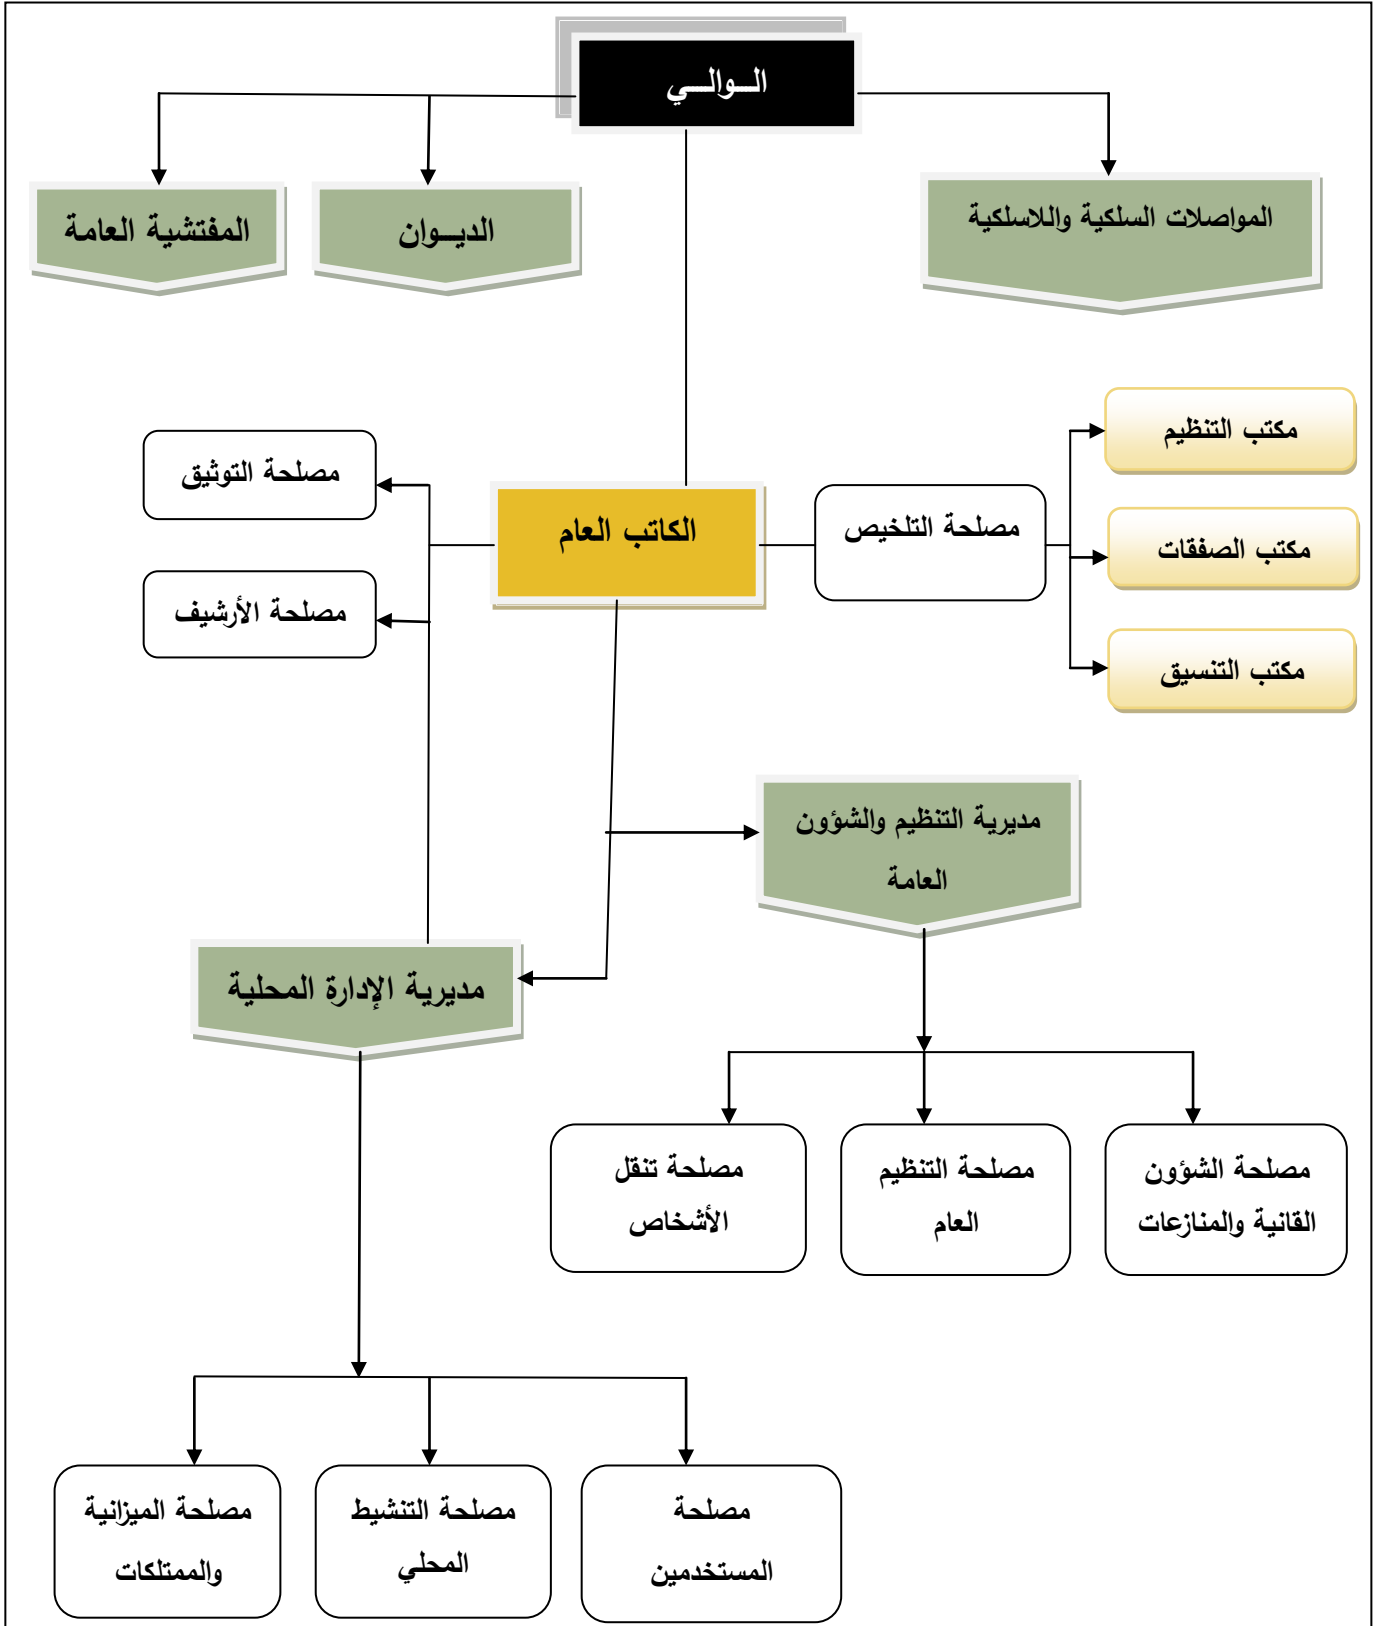 الــوالــي
المواصلات السلكية واللاسلكية
الديــوان
المفتشية العامة
مكتب التنظيم
مصلحة التوثيق
الكاتب العام
مصلحة التلخيص
مكتب الصفقات
مصلحة الأرشيف
مكتب التنسيق
مديرية التنظيم والشؤون
العامة
مديرية الإدارة المحلية
مصلحة الشؤون
القانية والمنازعات
مصلحة التنظيم
العام
مصلحة تنقل
الأشخاص
مصلحة
المستخدمين
مصلحة التنشيط
المحلي
مصلحة الميزانية
والممتلكات